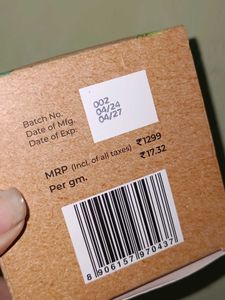 Batch No. 002
Date of Mfg. 04/24
Date of Exp. 04/27
MRP (Incl. of all taxes) ₹1299
Per gm. ₹17.32
8 906157 970437